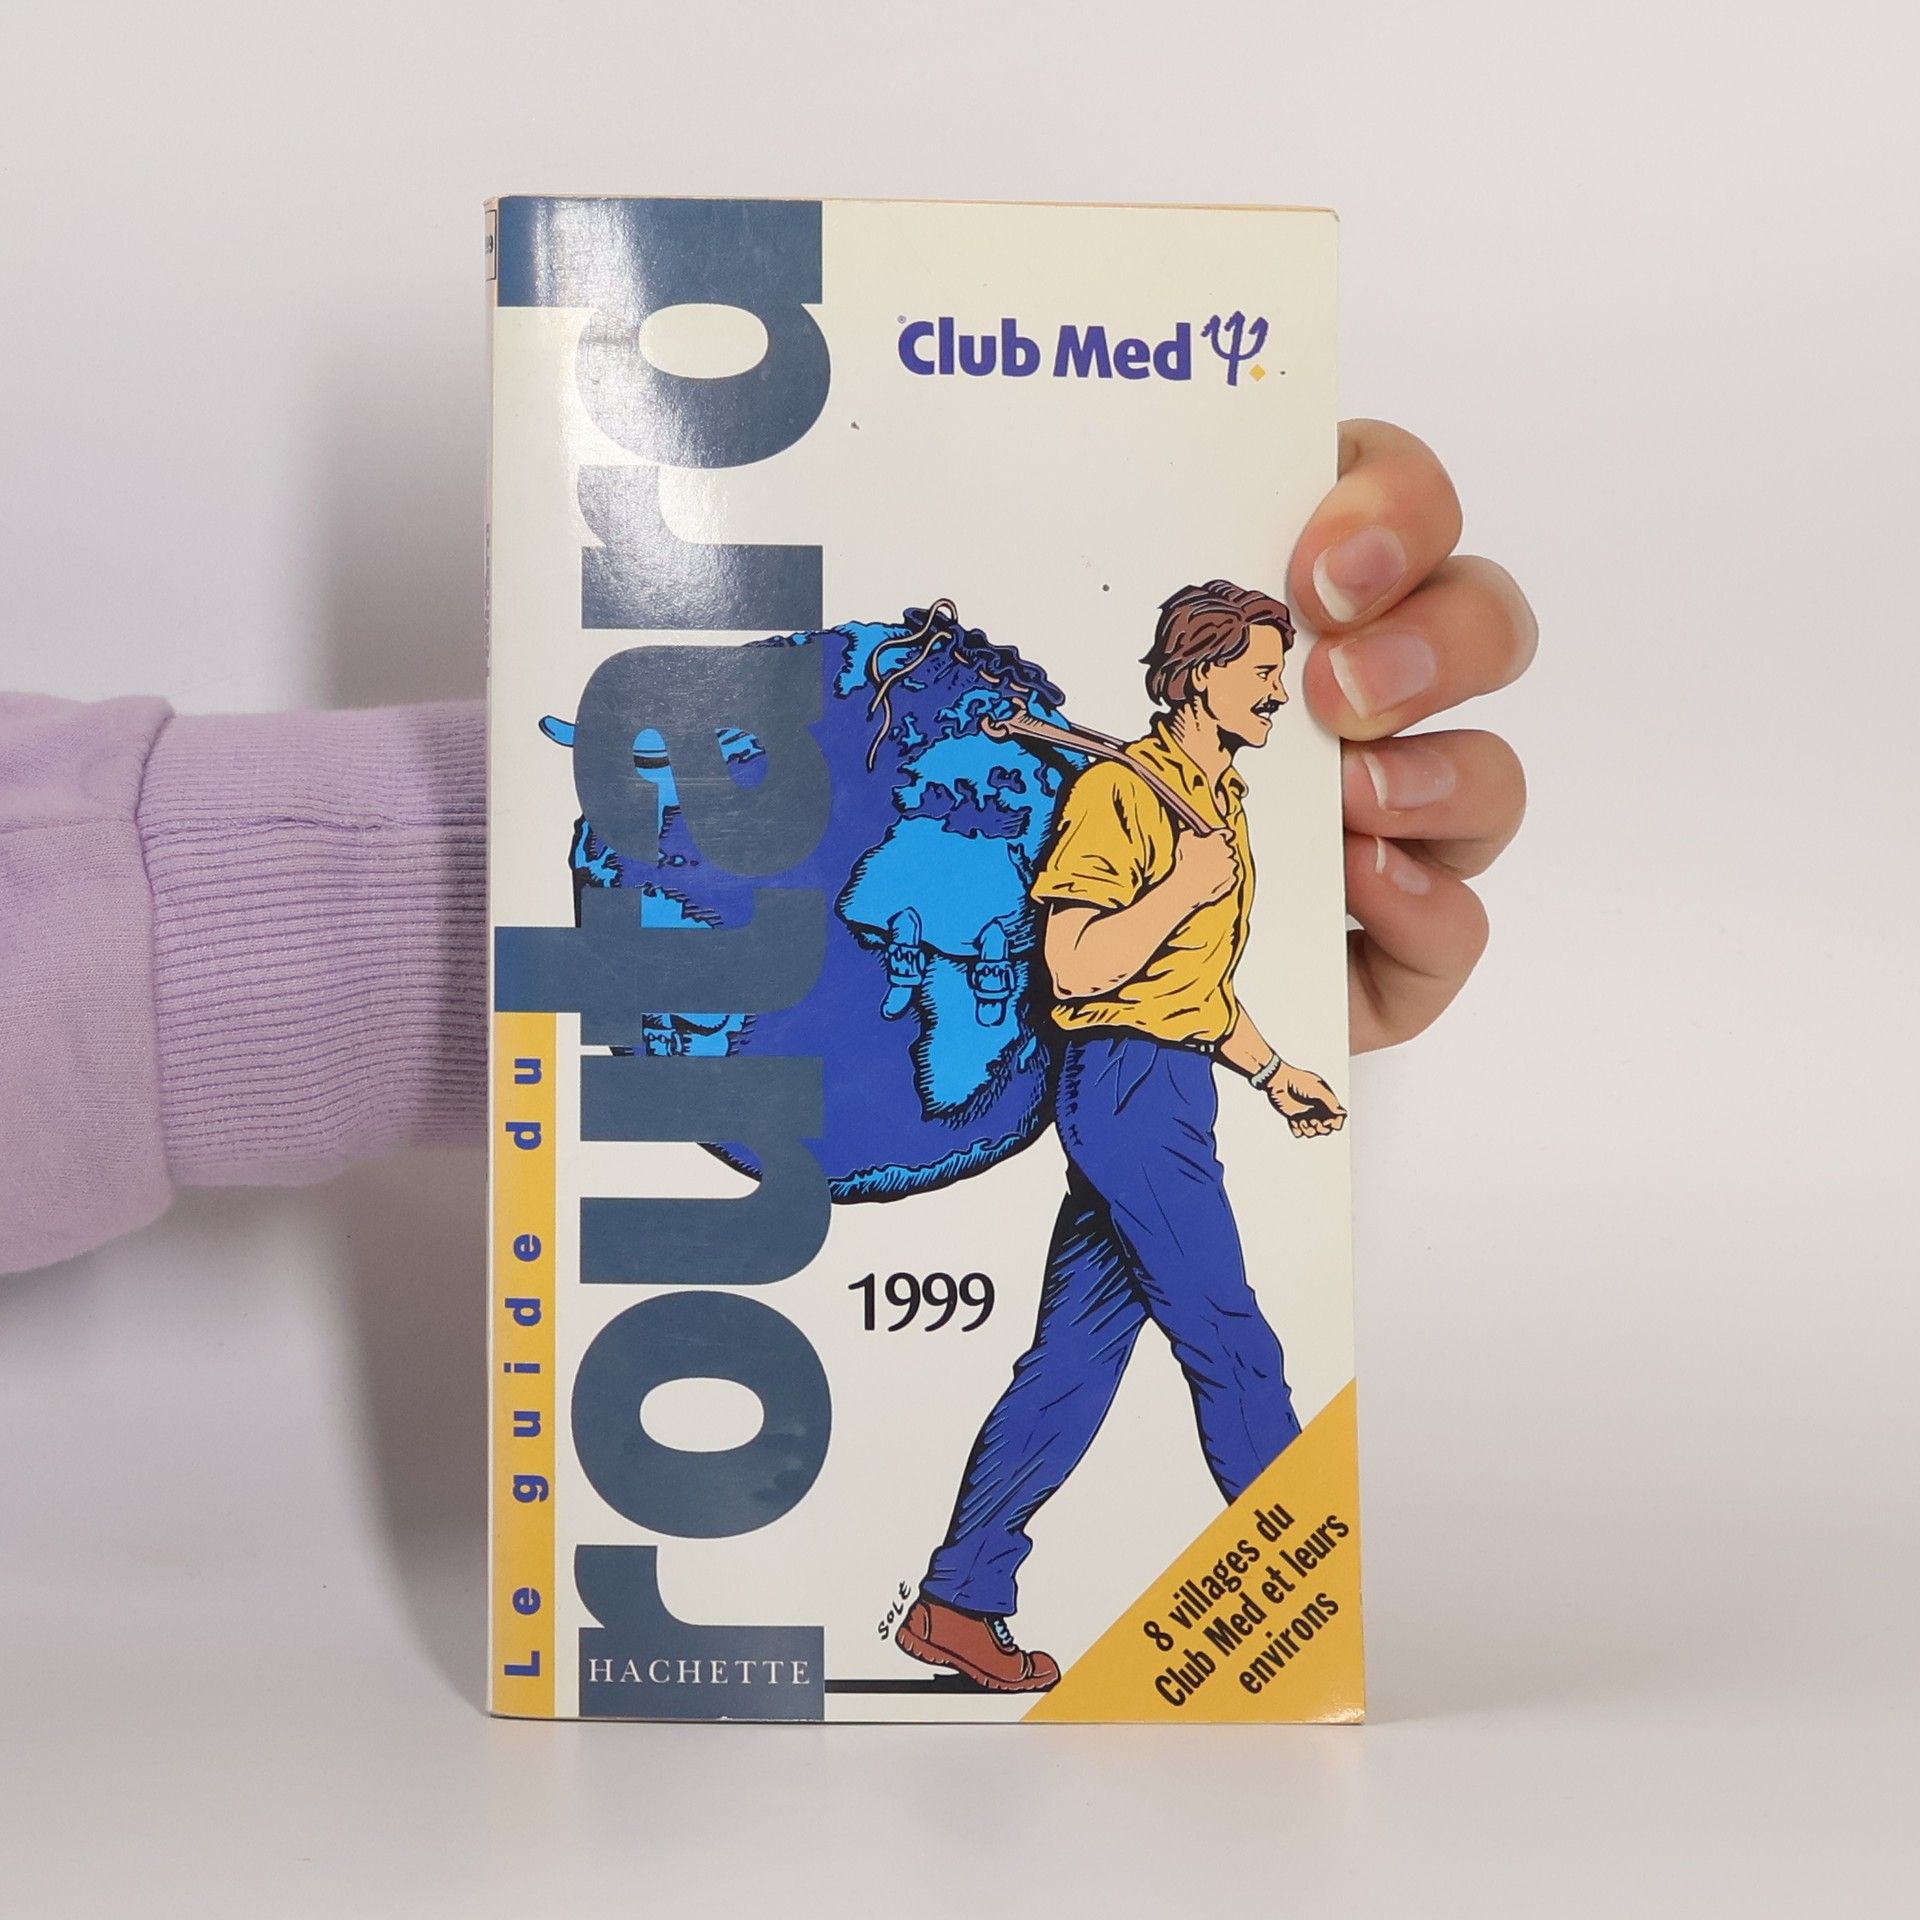 Le guide du
routard
Club Med
1999
SOLÉ
HACHETTE
8 villages du
Club Med et leurs
environs